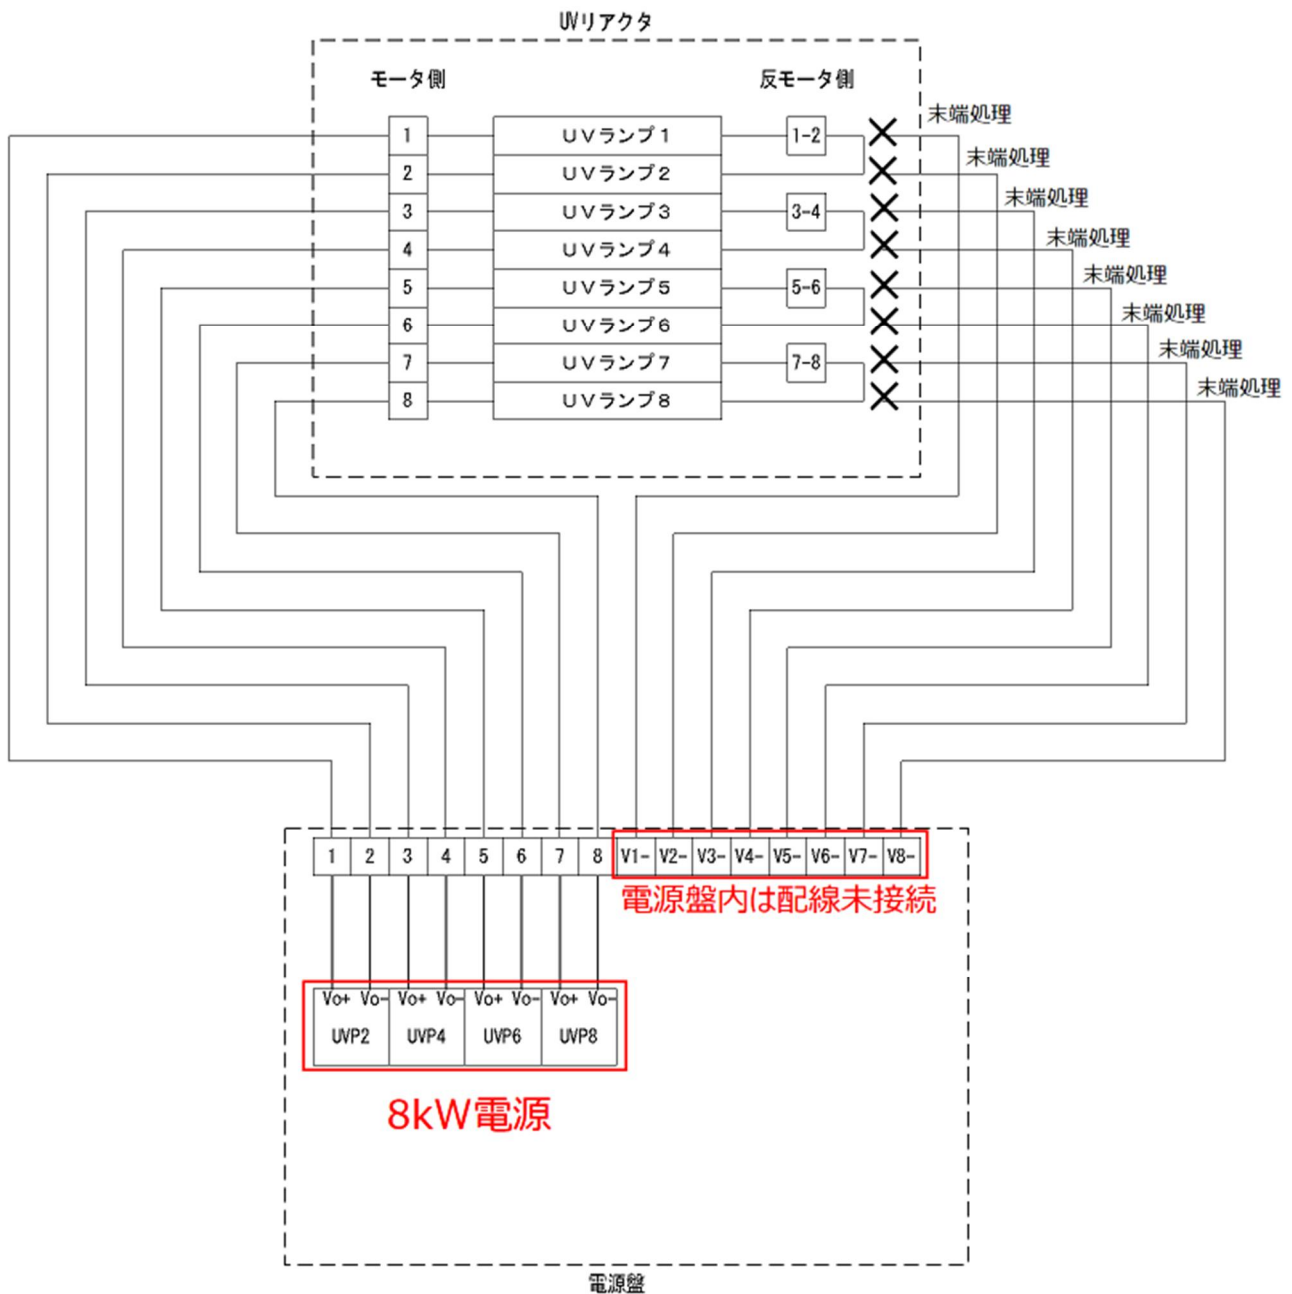 UVリアクタ
モータ側
反モータ側
末端処理
1
UVランプ1
1-2
末端処理
2
UVランプ2
末端処理
3
UVランプ3
3-4
末端処理
4
UVランプ4
末端処理
5
UVランプ5
5-6
末端処理
6
UVランプ6
末端処理
7
UVランプ7
7-8
末端処理
8
UVランプ8
1 2 3 4 5 6 7 8 V1- V2- V3- V4- V5- V6- V7- V8-
電源盤内は配線未接続
Vo+ Vo- Vo+ Vo- Vo+ Vo- Vo+ Vo-
UVP2 UVP4 UVP6 UVP8
8kW電源
電源盤